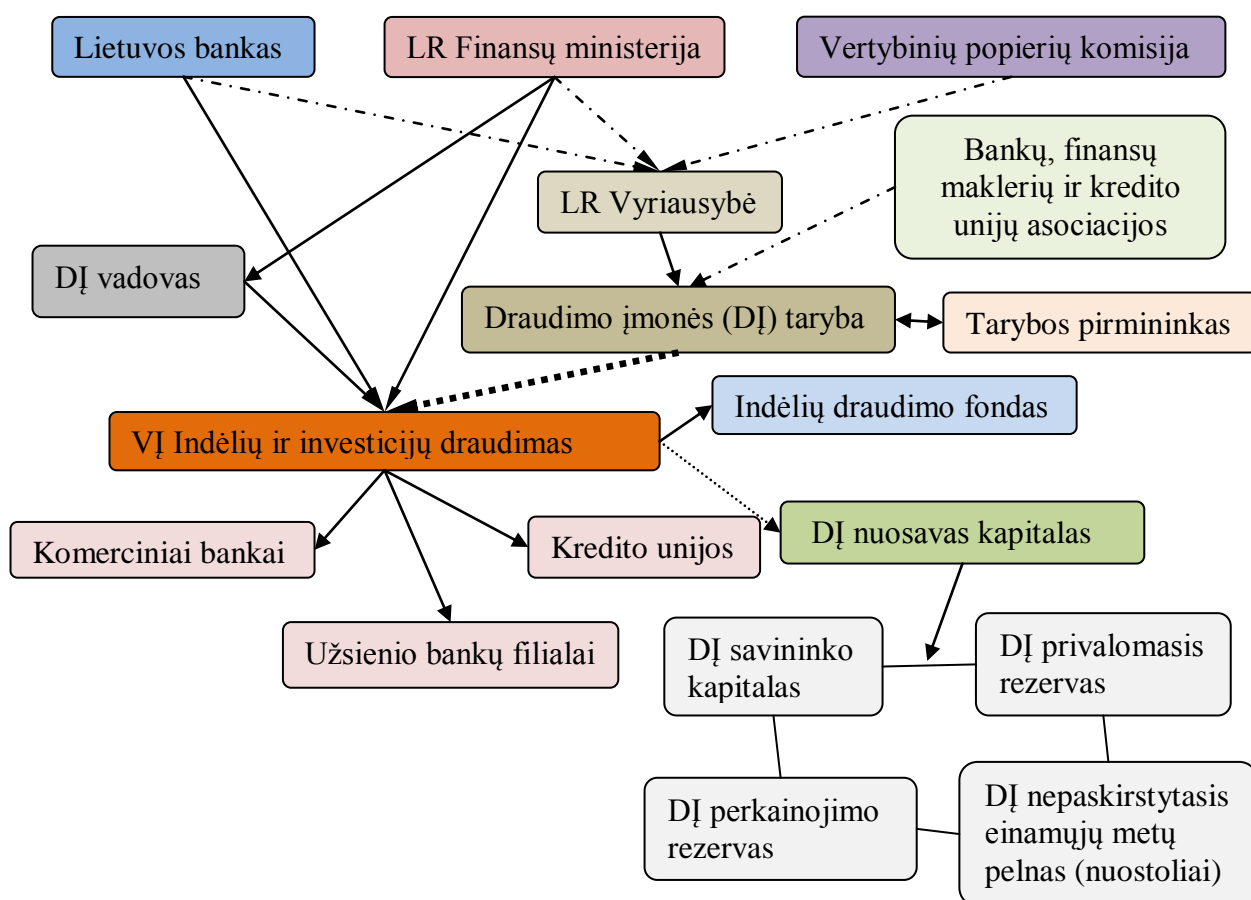 Lietuvos bankas
LR Finansų ministerija
Vertybinių popierių komisija
Bankų, finansų
maklerių ir kredito
unijų asociacijos
LR Vyriausybė
DĮ vadovas
Draudimo įmonės (DĮ) taryba
Tarybos pirmininkas
Indėlių draudimo fondas
VĮ Indėlių ir investicijų draudimas
DĮ nuosavas kapitalas
Komerciniai bankai
Kredito unijos
Užsienio bankų filialai
DĮ savininko
kapitalas
DĮ privalomasis
rezervas
DĮ perkainojimo
rezervas
DĮ nepaskirstytasis
einamųjų metų
pelnas (nuostoliai)